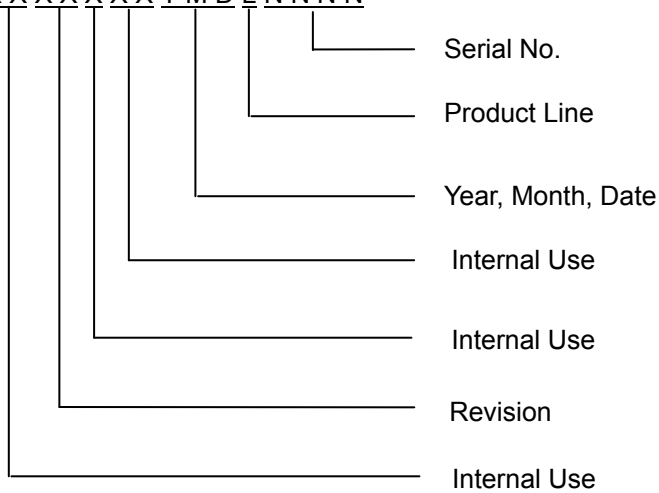 X X X X X X X Y M D L N N N N
Serial No.
Product Line
Year, Month, Date
Internal Use
Internal Use
Revision
Internal Use